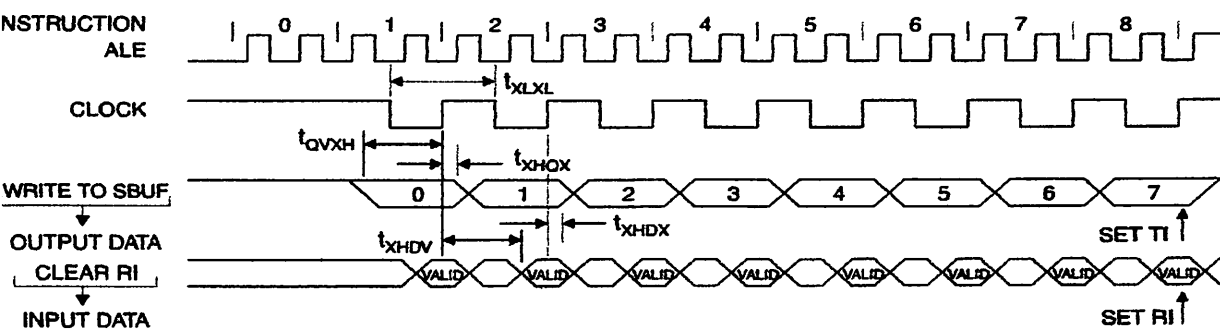 NSTRUCTION | 0 | 1 | 2 | 3 | 4 | 5 | 6 | 7 | 8 |
ALE
tXLXL
CLOCK
tQVXH
tXHQX
WRITE TO SBUF
0 1 2 3 4 5 6 7
tXHDX
OUTPUT DATA
SET TI
tXHDV
CLEAR RI
VALID VALID VALID VALID VALID VALID VALID VALID
INPUT DATA
SET RI